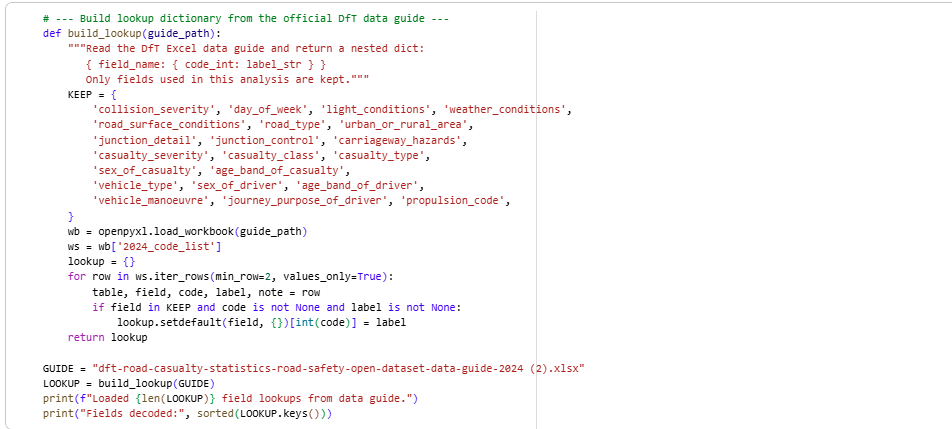 # --- Build lookup dictionary from the official DfT data guide ---
def build_lookup(guide_path):
    """Read the DfT Excel data guide and return a nested dict:
       { field_name: { code_int: label_str } }
       Only fields used in this analysis are kept."""
    KEEP = {
        'collision_severity', 'day_of_week', 'light_conditions', 'weather_conditions',
        'road_surface_conditions', 'road_type', 'urban_or_rural_area',
        'junction_detail', 'junction_control', 'carriageway_hazards',
        'casualty_severity', 'casualty_class', 'casualty_type',
        'sex_of_casualty', 'age_band_of_casualty',
        'vehicle_type', 'sex_of_driver', 'age_band_of_driver',
        'vehicle_manoeuvre', 'journey_purpose_of_driver', 'propulsion_code',
    }
    wb = openpyxl.load_workbook(guide_path)
    ws = wb['2024_code_list']
    lookup = {}
    for row in ws.iter_rows(min_row=2, values_only=True):
        table, field, code, label, note = row
        if field in KEEP and code is not None and label is not None:
            lookup.setdefault(field, {})[int(code)] = label
    return lookup
GUIDE = "dft-road-casualty-statistics-road-safety-open-dataset-data-guide-2024 (2).xlsx"
LOOKUP = build_lookup(GUIDE)
print(f"Loaded {len(LOOKUP)} field lookups from data guide.")
print("Fields decoded:", sorted(LOOKUP.keys()))